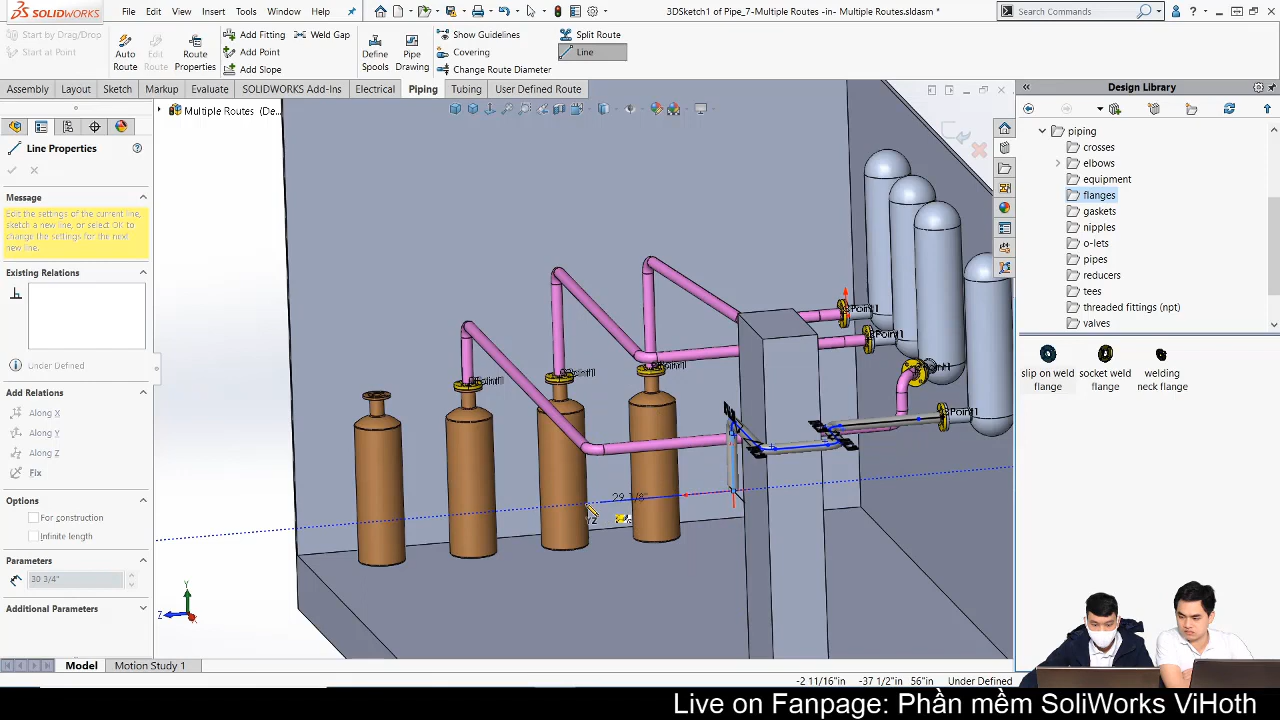 SOLIDWORKS File Edit View Insert Tools Window 3DSketch1 of Pipe_7-Multiple Routes -in- Multiple Routes.sldasm * Search Commands
Start by Drag/Drop
Start at Point
Auto Route
Edit Route
Route Properties
Add Fitting
Weld Gap
Add Point
Add Slope
Define Spools
Pipe Drawing
Show Guidelines
Covering
Change Route Diameter
Split Route
Line
Assembly Layout Sketch Markup Evaluate SOLIDWORKS Add-Ins Electrical Piping Tubing User Defined Route
Line Properties
Message
Edit the settings of the current line,
sketch a new line, or select OK to
change the settings for the next
new line.
Existing Relations
Under Defined
Add Relations
Along X
Along Y
Along Z
Fix
Options
For construction
Infinite length
Parameters
30 3/4"
Additional Parameters
Multiple Routes (De...
29 1/8"
YZ
Y
Z
Design Library
piping
crosses
elbows
equipment
flanges
gaskets
nipples
o-lets
pipes
reducers
tees
threaded fittings (npt)
valves
slip on weld flange
socket weld flange
welding neck flange
Model Motion Study 1
-2 11/16"in -37 1/2"in 56"in Under Defined
Live on Fanpage: Phần mềm SoliWorks ViHoth